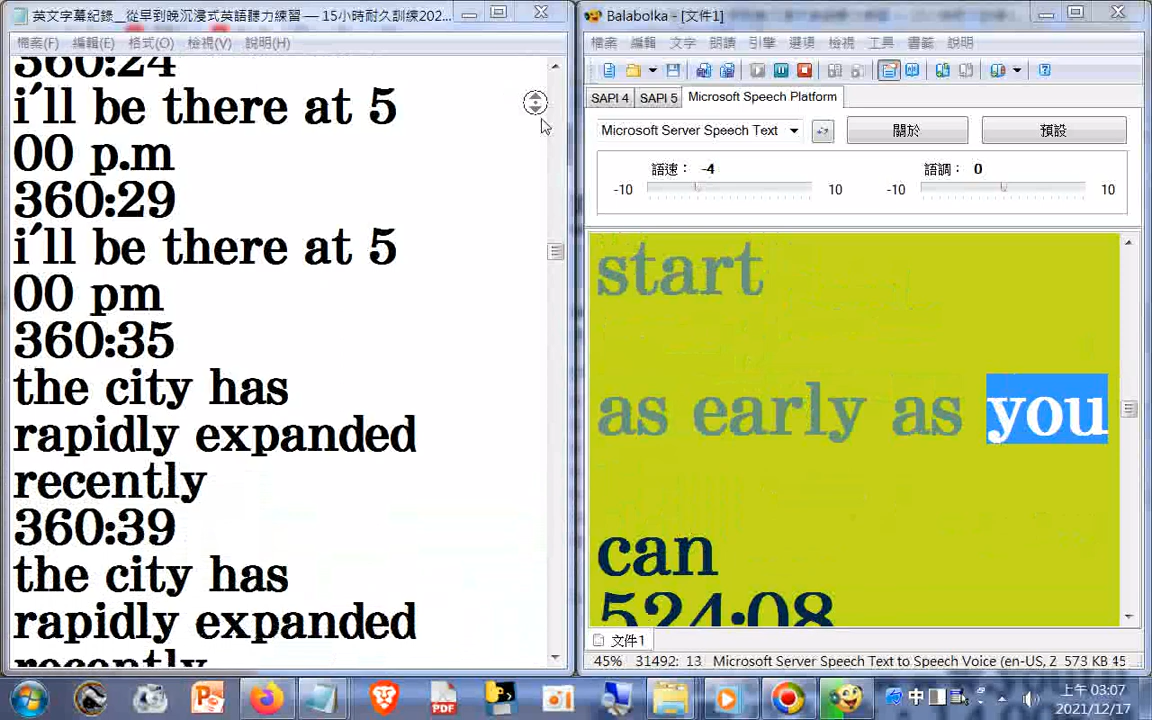 英文字幕紀錄__從早到晚沉浸式英語聽力練習 — 15小時耐久訓練202...
檔案(F) 編輯(E) 格式(O) 檢視(V) 說明(H)
360:24
i'll be there at 5
00 p.m
360:29
i'll be there at 5
00 pm
360:35
the city has
rapidly expanded
recently
360:39
the city has
rapidly expanded
recently
Balabolka - [文件1]
檔案 編輯 文字 朗讀 引擎 選項 檢視 工具 書籤 說明
SAPI 4 SAPI 5 Microsoft Speech Platform
Microsoft Server Speech Text 關於 預設
語速： -4 語調： 0
-10 10 -10 10
start
as early as you
can
524:08
文件1
45% 31492: 13 Microsoft Server Speech Text to Speech Voice (en-US, Z 573 KB 45
PDF 中 上午 03:07
2021/12/17